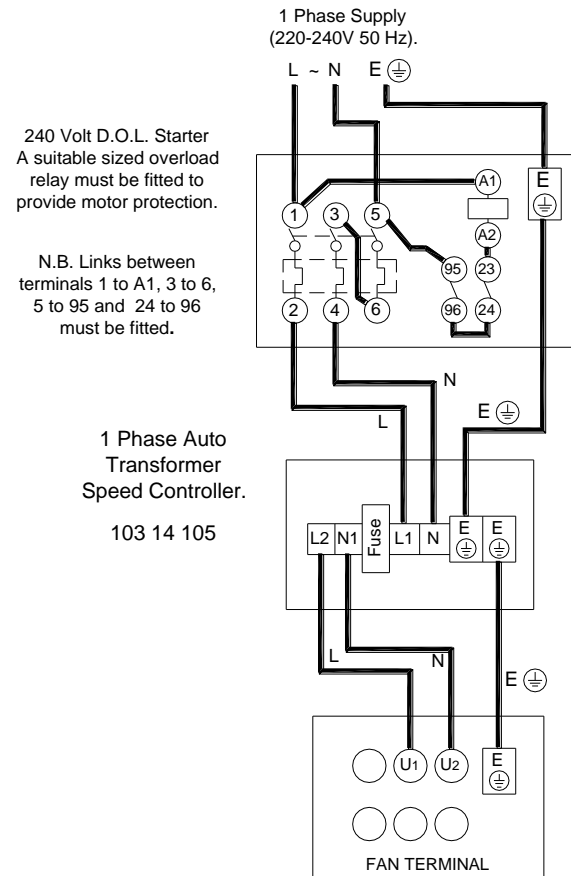 1 Phase Supply
(220-240V 50 Hz).
L ~ N E
240 Volt D.O.L. Starter
A suitable sized overload
relay must be fitted to
provide motor protection.
N.B. Links between
terminals 1 to A1, 3 to 6,
5 to 95 and 24 to 96
must be fitted.
A1 E
1 3 5
A2
95 23
2 4 6 96 24
N
L E
1 Phase Auto
Transformer
Speed Controller.
103 14 105
L2 N1 Fuse L1 N E E
L N
E
U1 U2 E
FAN TERMINAL